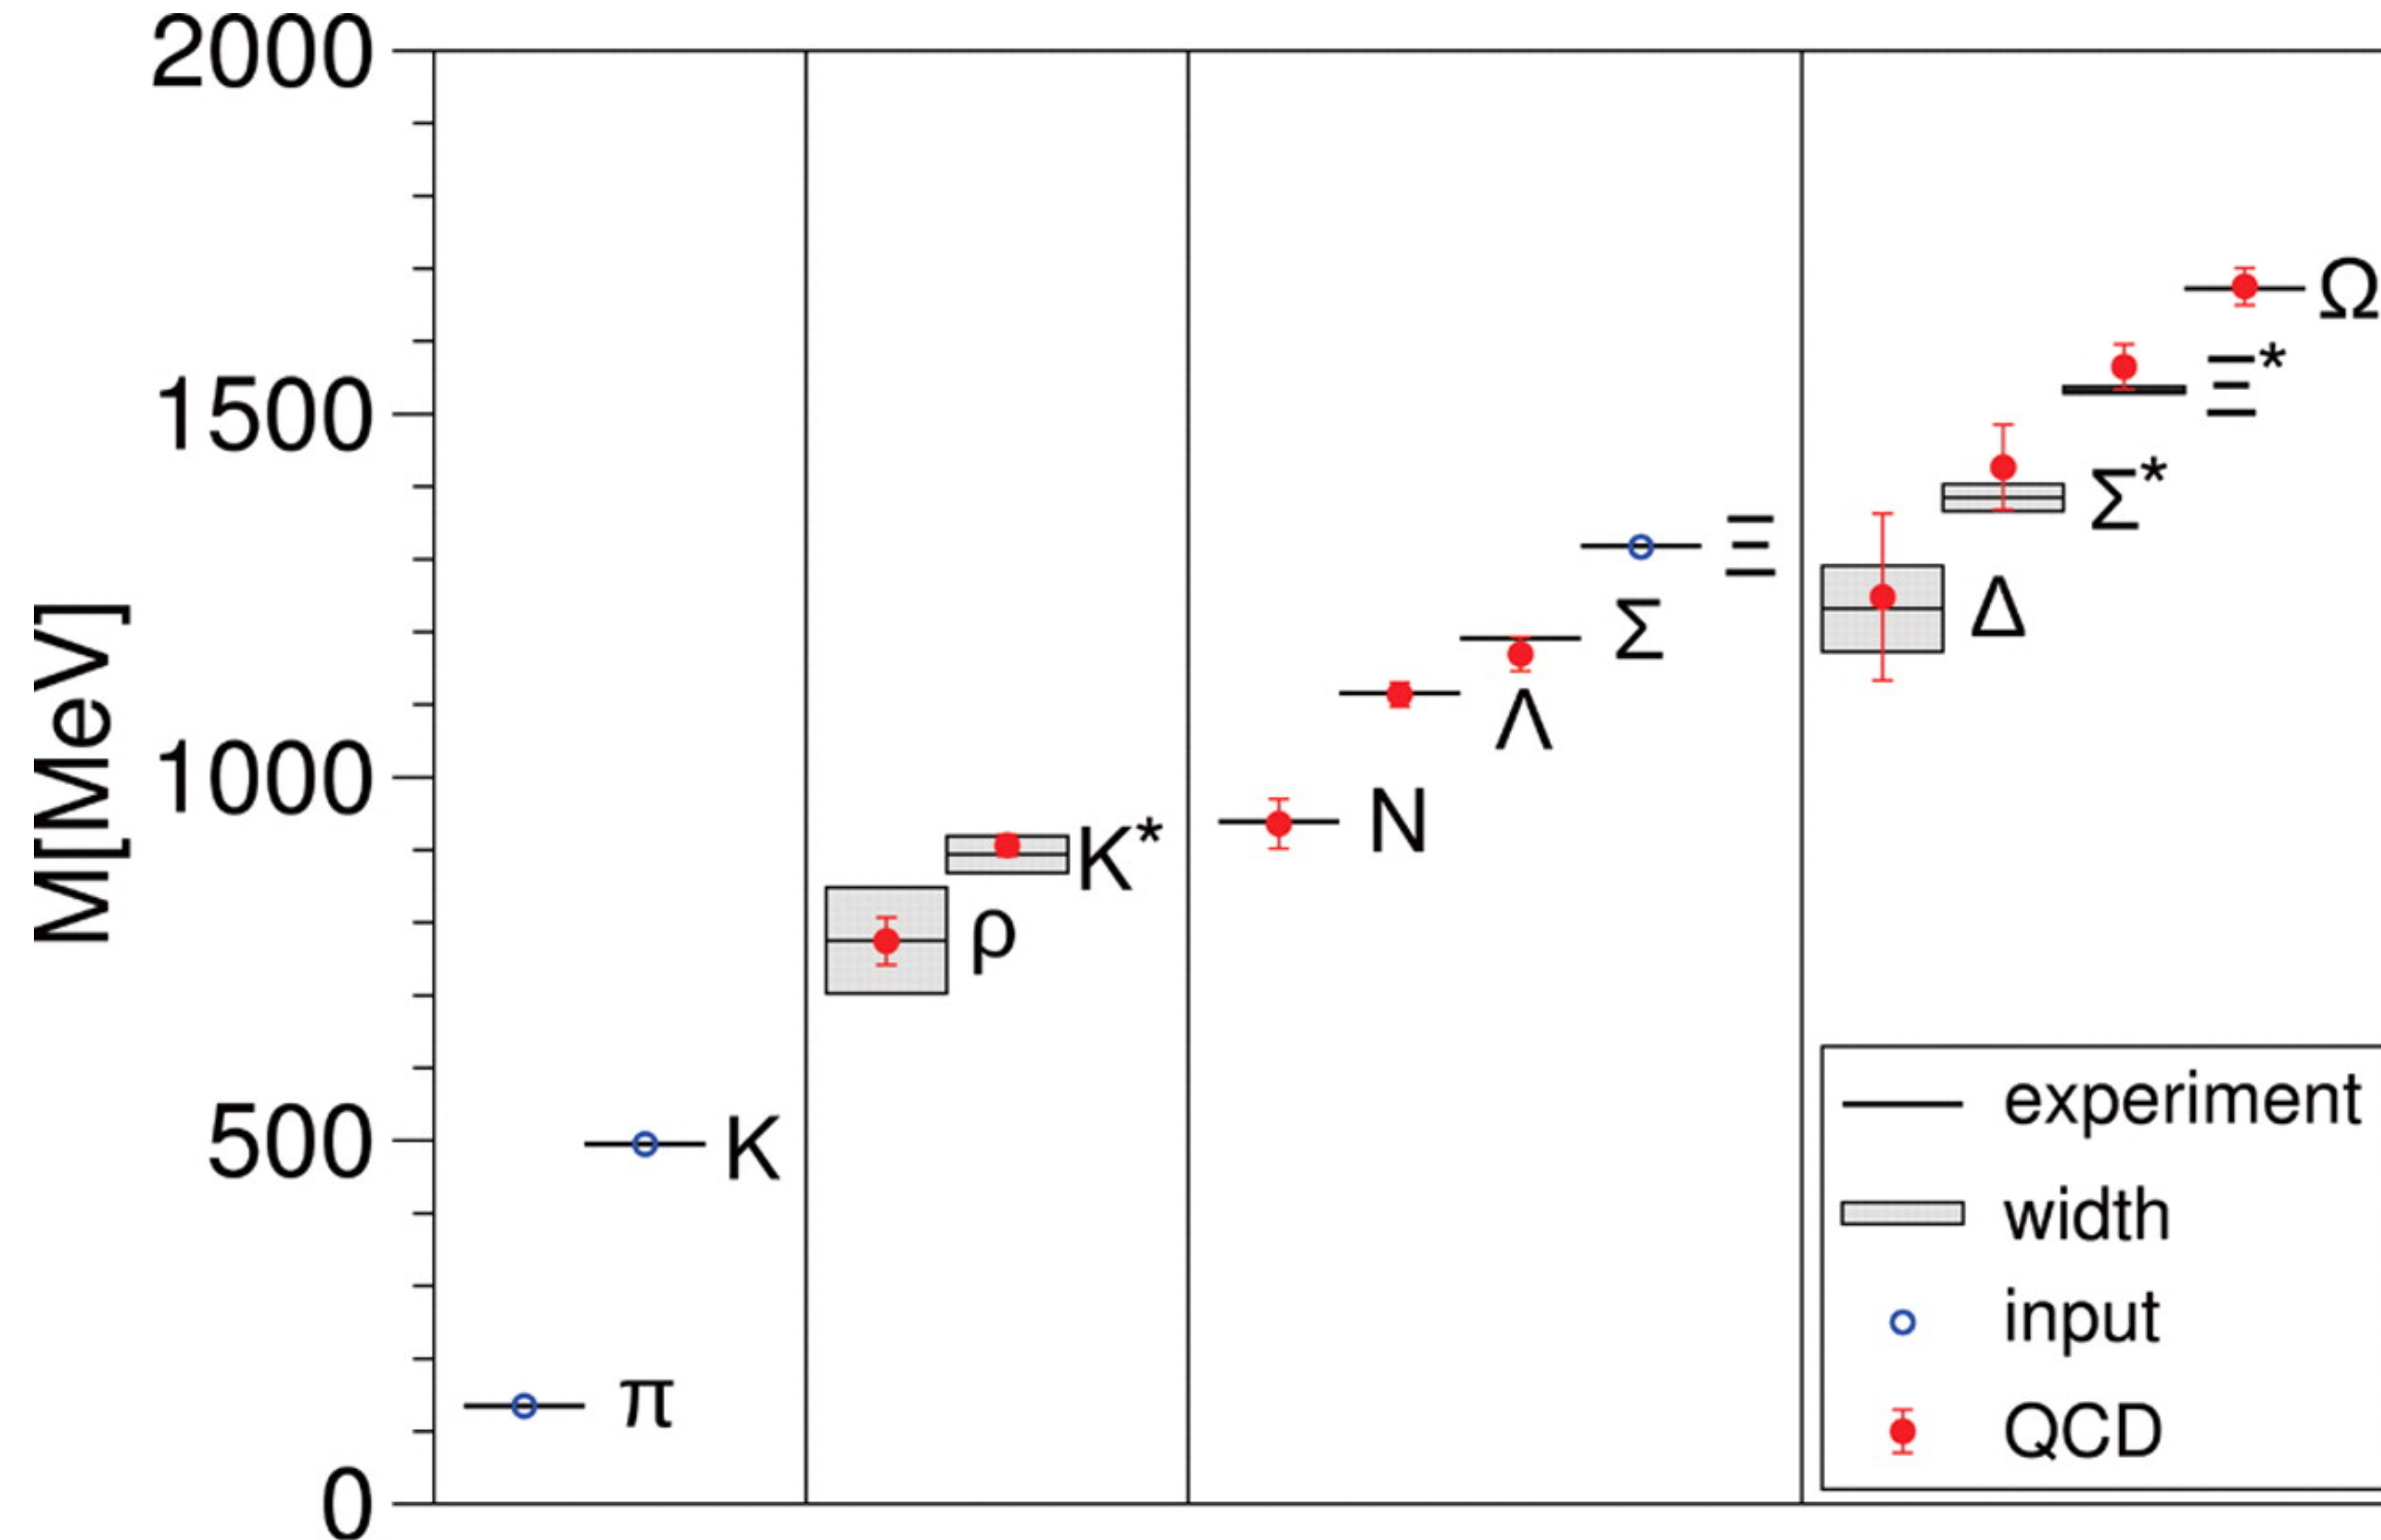 2000
1500
1000
500
0
M[MeV]
π
K
ρ
K*
N
Λ
Σ
Ξ
Δ
Σ*
Ξ*
Ω
experiment
width
input
QCD